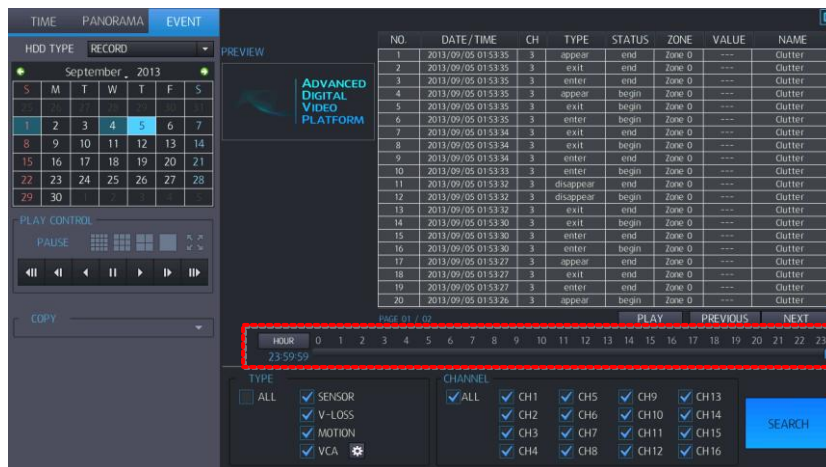 TIME PANORAMA EVENT
HDD TYPE RECORD
September 2013
S M T W T F S
25 26 27 28 29 30 31
1 2 3 4 5 6 7
8 9 10 11 12 13 14
15 16 17 18 19 20 21
22 23 24 25 26 27 28
29 30 1 2 3 4 5
PLAY CONTROL
PAUSE
COPY
PREVIEW
ADVANCED
DIGITAL
VIDEO
PLATFORM
NO. DATE/TIME CH TYPE STATUS ZONE VALUE NAME
1 2013/09/05 01:53:35 3 appear end Zone 0 --- Clutter
2 2013/09/05 01:53:35 3 exit end Zone 0 --- Clutter
3 2013/09/05 01:53:35 3 enter end Zone 0 --- Clutter
4 2013/09/05 01:53:35 3 appear begin Zone 0 --- Clutter
5 2013/09/05 01:53:35 3 exit begin Zone 0 --- Clutter
6 2013/09/05 01:53:35 3 enter begin Zone 0 --- Clutter
7 2013/09/05 01:53:34 3 exit end Zone 0 --- Clutter
8 2013/09/05 01:53:34 3 exit begin Zone 0 --- Clutter
9 2013/09/05 01:53:34 3 enter end Zone 0 --- Clutter
10 2013/09/05 01:53:33 3 enter begin Zone 0 --- Clutter
11 2013/09/05 01:53:32 3 disappear end Zone 0 --- Clutter
12 2013/09/05 01:53:32 3 disappear begin Zone 0 --- Clutter
13 2013/09/05 01:53:32 3 exit end Zone 0 --- Clutter
14 2013/09/05 01:53:30 3 exit begin Zone 0 --- Clutter
15 2013/09/05 01:53:30 3 enter end Zone 0 --- Clutter
16 2013/09/05 01:53:30 3 enter begin Zone 0 --- Clutter
17 2013/09/05 01:53:27 3 appear end Zone 0 --- Clutter
18 2013/09/05 01:53:27 3 exit end Zone 0 --- Clutter
19 2013/09/05 01:53:27 3 enter end Zone 0 --- Clutter
20 2013/09/05 01:53:26 3 appear begin Zone 0 --- Clutter
PAGE 01 / 02 PLAY PREVIOUS NEXT
HOUR 0 1 2 3 4 5 6 7 8 9 10 11 12 13 14 15 16 17 18 19 20 21 22 23
23:59:59
TYPE
ALL SENSOR
V-LOSS
MOTION
VCA
CHANNEL
ALL CH1 CH5 CH9 CH13
CH2 CH6 CH10 CH14
CH3 CH7 CH11 CH15
CH4 CH8 CH12 CH16
SEARCH